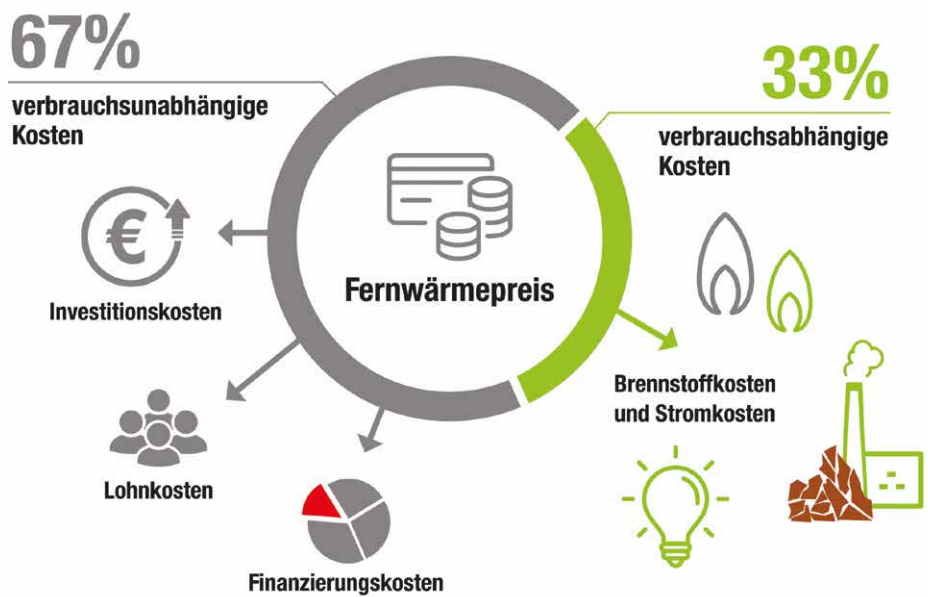 67%
verbrauchsunabhängige
Kosten
33%
verbrauchsabhängige
Kosten
Fernwärmepreis
Investitionskosten
Lohnkosten
Finanzierungskosten
Brennstoffkosten
und Stromkosten